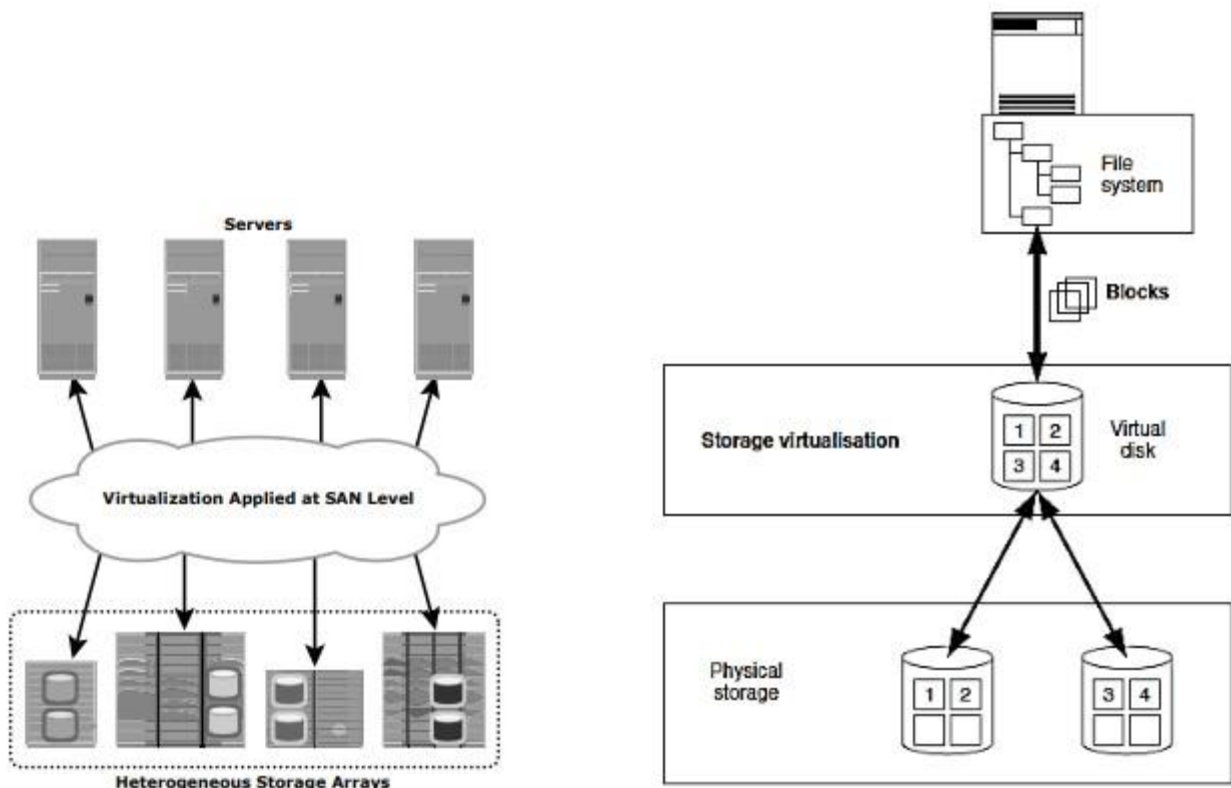 Servers
Virtualization Applied at SAN Level
Heterogeneous Storage Arrays
File
system
Blocks
Storage virtualisation
1 2
3 4
Virtual
disk
Physical
storage
1 2
3 4